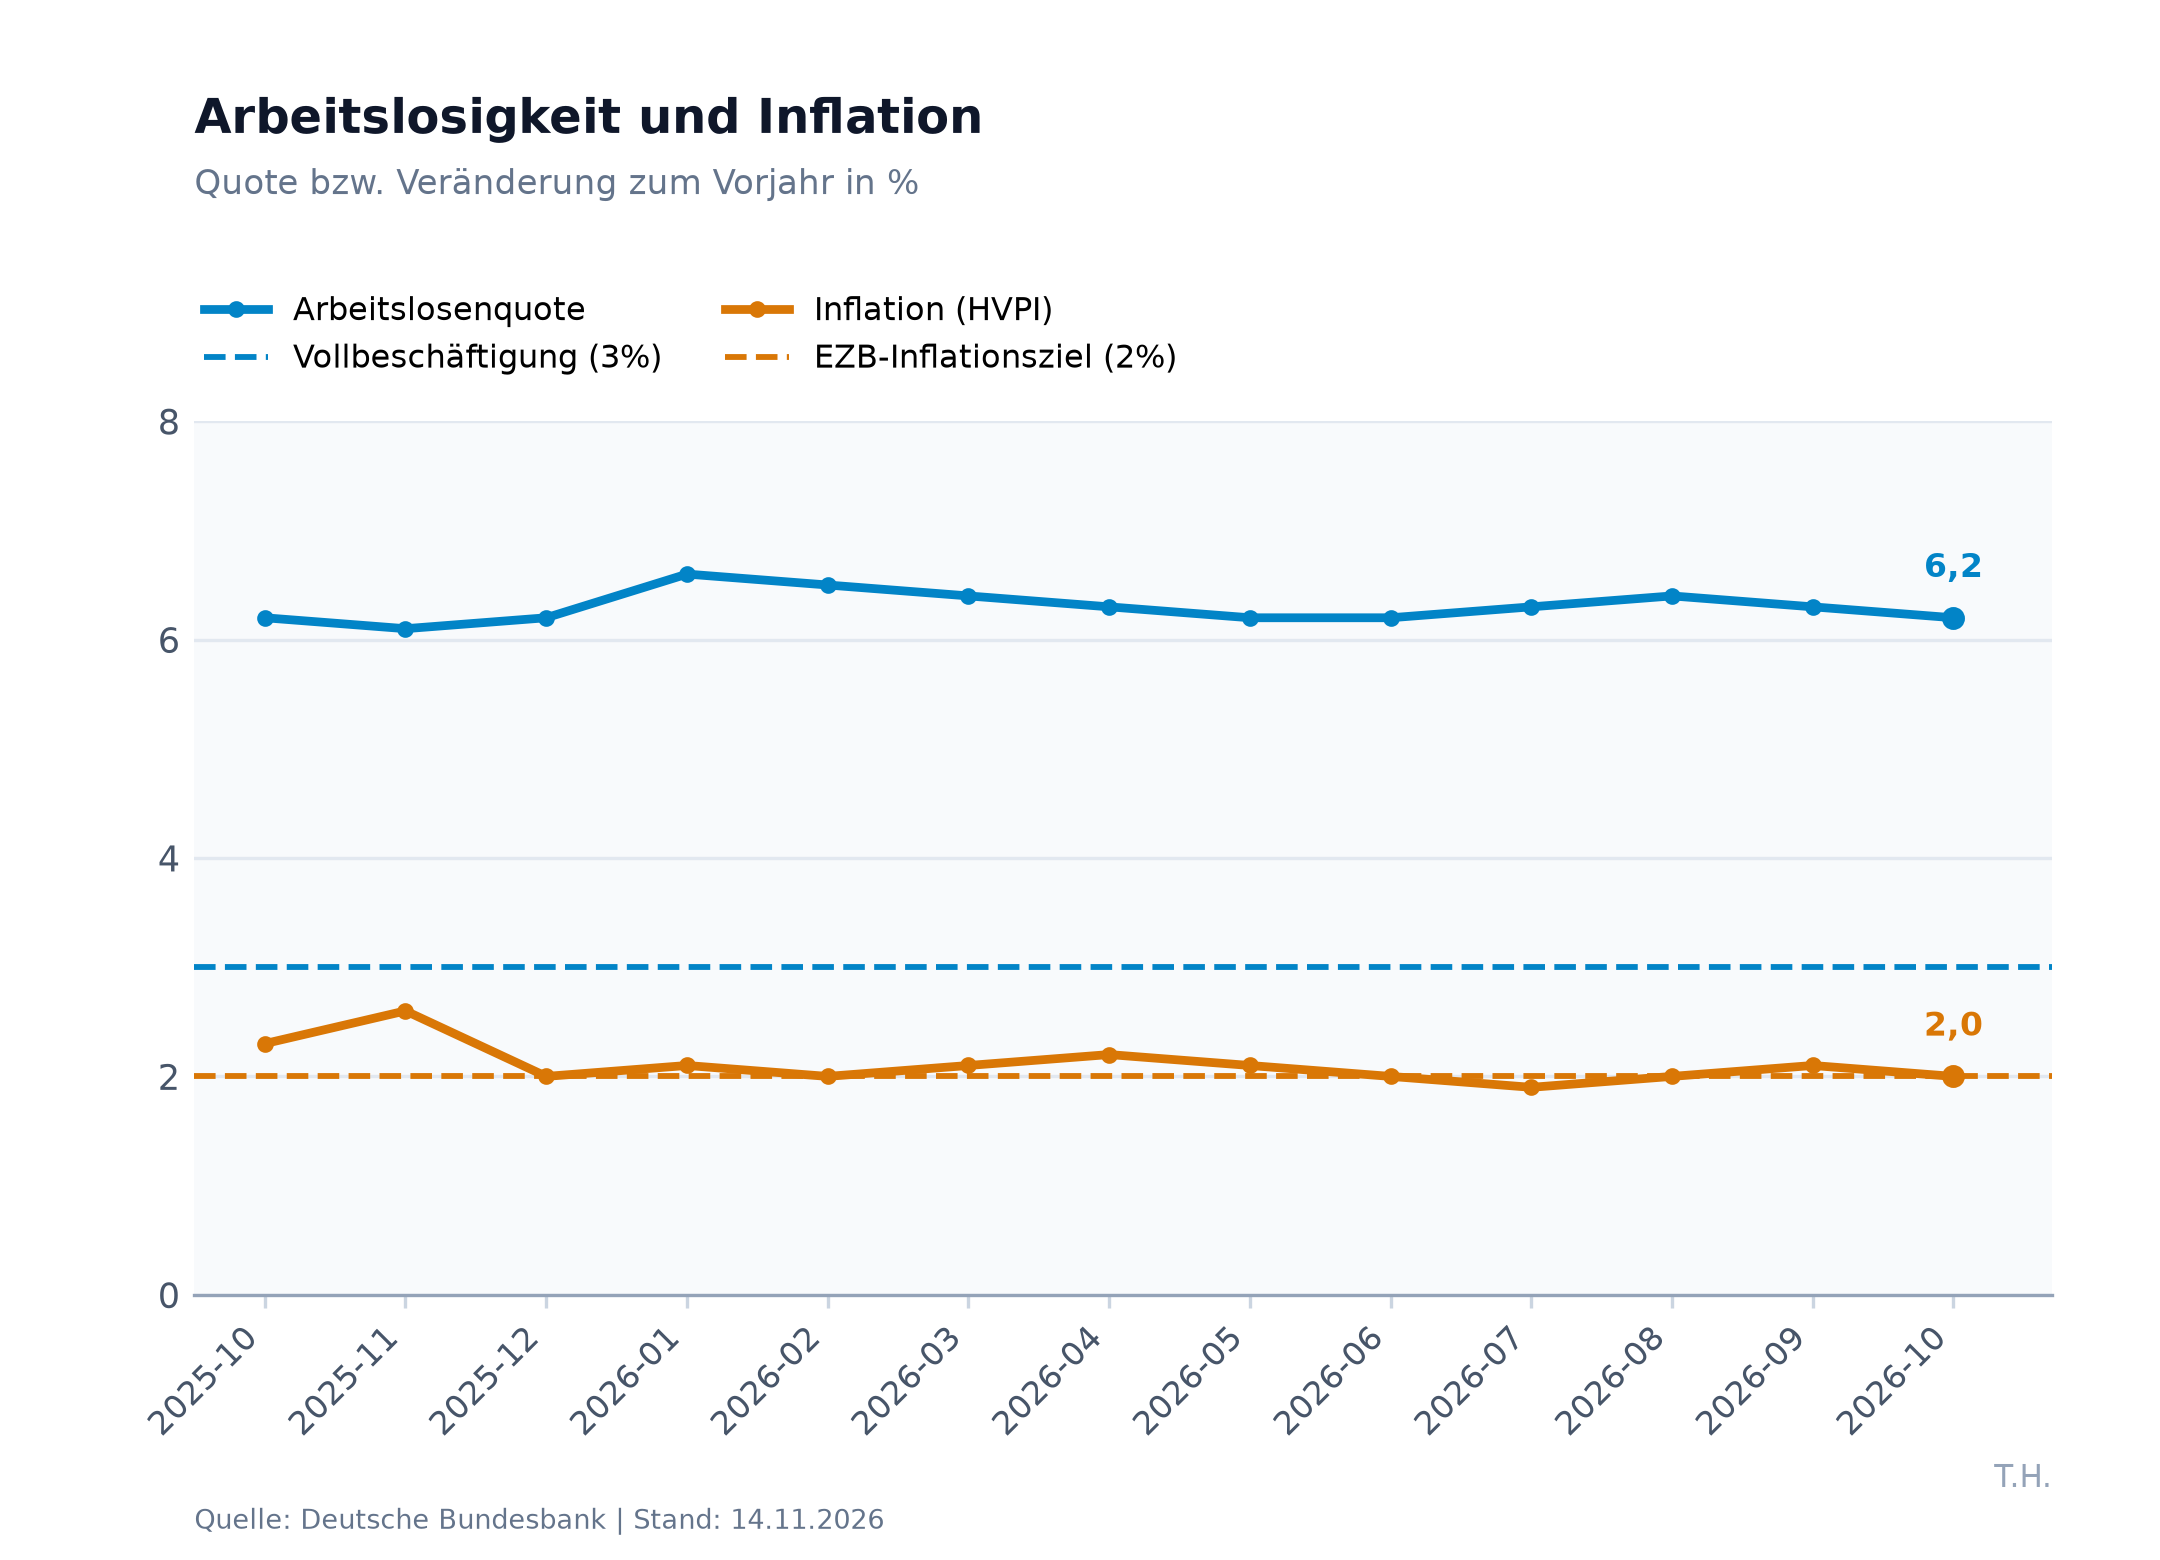 Arbeitslosigkeit und Inflation
Quote bzw. Veränderung zum Vorjahr in %
Arbeitslosenquote
Inflation (HVPI)
Vollbeschäftigung (3%)
EZB-Inflationsziel (2%)
8
6
4
2
0
6,2
2,0
2025-10
2025-11
2025-12
2026-01
2026-02
2026-03
2026-04
2026-05
2026-06
2026-07
2026-08
2026-09
2026-10
T.H.
Quelle: Deutsche Bundesbank | Stand: 14.11.2026